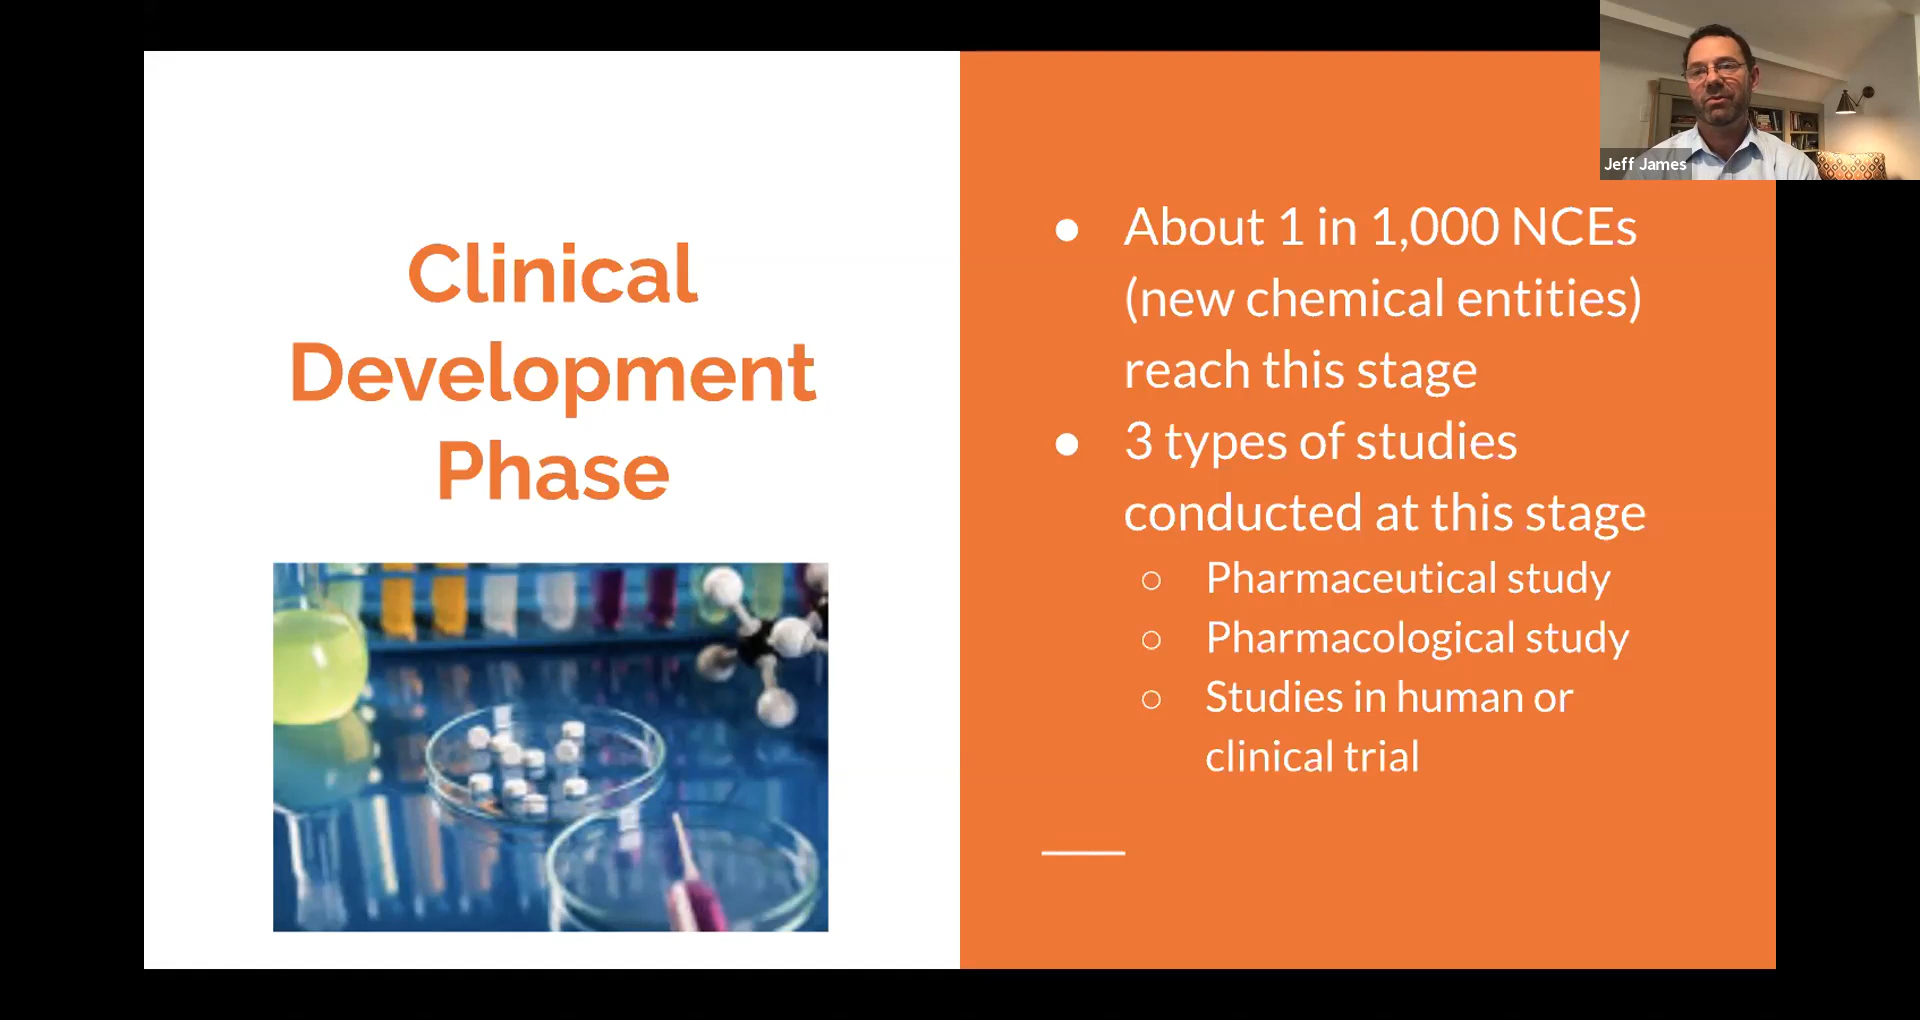 Clinical
Development
Phase
Jeff James
● About 1 in 1,000 NCEs
(new chemical entities)
reach this stage
● 3 types of studies
conducted at this stage
○ Pharmaceutical study
○ Pharmacological study
○ Studies in human or
clinical trial